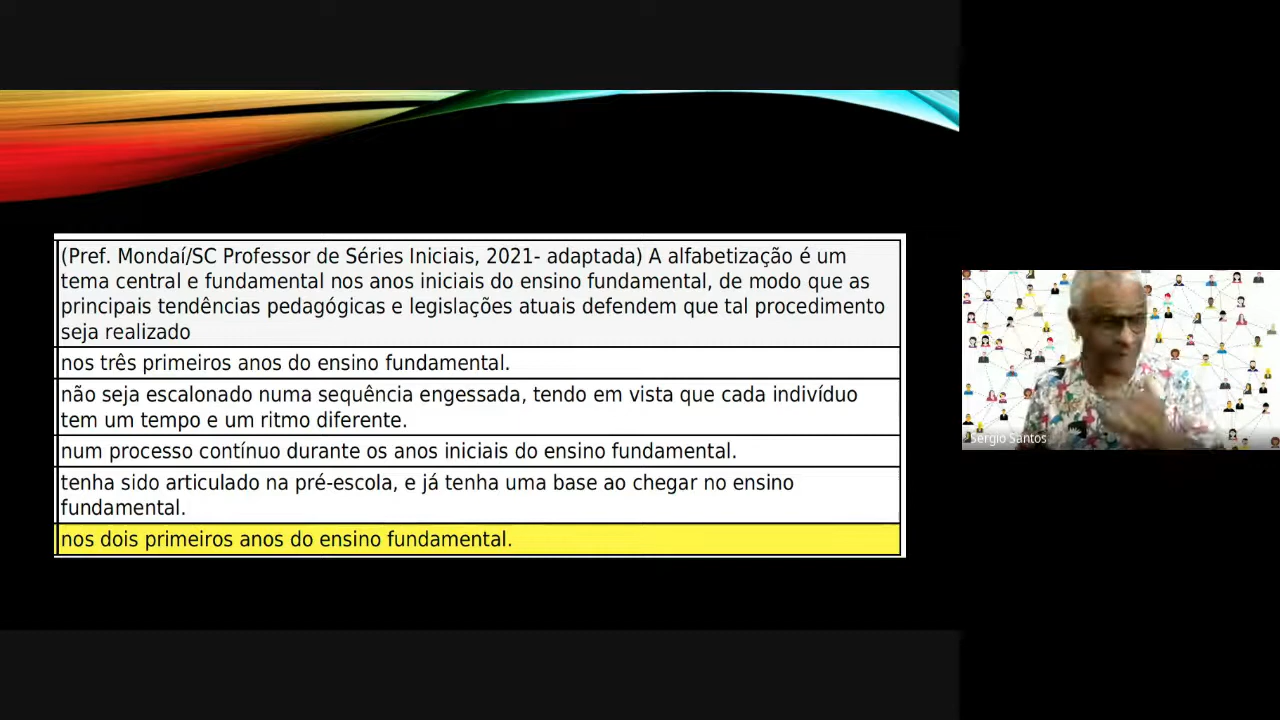 (Pref. Mondaí/SC Professor de Séries Iniciais, 2021- adaptada) A alfabetização é um
tema central e fundamental nos anos iniciais do ensino fundamental, de modo que as
principais tendências pedagógicas e legislações atuais defendem que tal procedimento
seja realizado
nos três primeiros anos do ensino fundamental.
não seja escalonado numa sequência engessada, tendo em vista que cada indivíduo
tem um tempo e um ritmo diferente.
num processo contínuo durante os anos iniciais do ensino fundamental.
tenha sido articulado na pré-escola, e já tenha uma base ao chegar no ensino
fundamental.
nos dois primeiros anos do ensino fundamental.
Sergio Santos